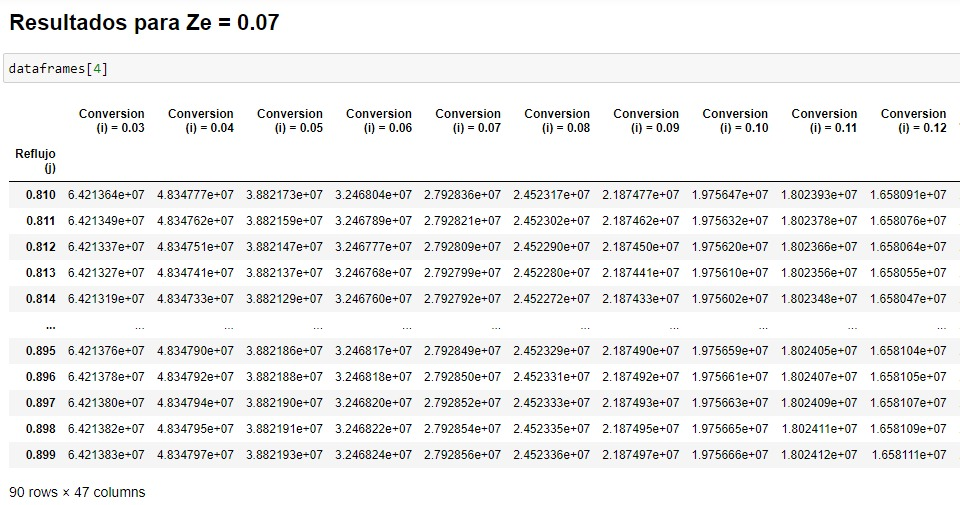 Resultados para Ze = 0.07
dataframes[4]
Conversion (i) = 0.03 Conversion (i) = 0.04 Conversion (i) = 0.05 Conversion (i) = 0.06 Conversion (i) = 0.07 Conversion (i) = 0.08 Conversion (i) = 0.09 Conversion (i) = 0.10 Conversion (i) = 0.11 Conversion (i) = 0.12
Reflujo (j)
0.810 6.421364e+07 4.834777e+07 3.882173e+07 3.246804e+07 2.792836e+07 2.452317e+07 2.187477e+07 1.975647e+07 1.802393e+07 1.658091e+07
0.811 6.421349e+07 4.834762e+07 3.882159e+07 3.246789e+07 2.792821e+07 2.452302e+07 2.187462e+07 1.975632e+07 1.802378e+07 1.658076e+07
0.812 6.421337e+07 4.834751e+07 3.882147e+07 3.246777e+07 2.792809e+07 2.452290e+07 2.187450e+07 1.975620e+07 1.802366e+07 1.658064e+07
0.813 6.421327e+07 4.834741e+07 3.882137e+07 3.246768e+07 2.792799e+07 2.452280e+07 2.187441e+07 1.975610e+07 1.802356e+07 1.658055e+07
0.814 6.421319e+07 4.834733e+07 3.882129e+07 3.246760e+07 2.792792e+07 2.452272e+07 2.187433e+07 1.975602e+07 1.802348e+07 1.658047e+07
... ... ... ... ... ... ... ... ... ... ...
0.895 6.421376e+07 4.834790e+07 3.882186e+07 3.246817e+07 2.792849e+07 2.452329e+07 2.187490e+07 1.975659e+07 1.802405e+07 1.658104e+07
0.896 6.421378e+07 4.834792e+07 3.882188e+07 3.246818e+07 2.792850e+07 2.452331e+07 2.187492e+07 1.975661e+07 1.802407e+07 1.658105e+07
0.897 6.421380e+07 4.834794e+07 3.882190e+07 3.246820e+07 2.792852e+07 2.452333e+07 2.187493e+07 1.975663e+07 1.802409e+07 1.658107e+07
0.898 6.421382e+07 4.834795e+07 3.882191e+07 3.246822e+07 2.792854e+07 2.452335e+07 2.187495e+07 1.975665e+07 1.802411e+07 1.658109e+07
0.899 6.421383e+07 4.834797e+07 3.882193e+07 3.246824e+07 2.792856e+07 2.452336e+07 2.187497e+07 1.975666e+07 1.802412e+07 1.658111e+07
90 rows × 47 columns